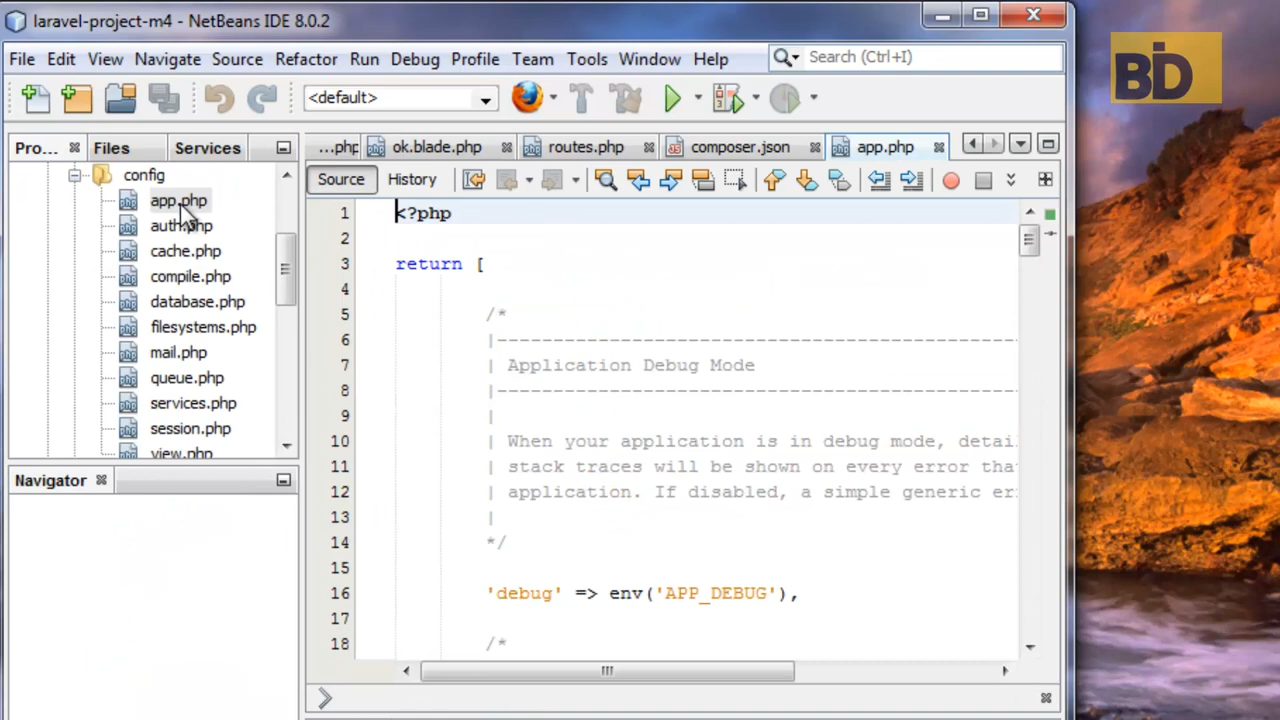 laravel-project-m4 - NetBeans IDE 8.0.2
File Edit View Navigate Source Refactor Run Debug Profile Team Tools Window Help
Search (Ctrl+I)
BiD
<default>
Pro... Files Services
...php ok.blade.php routes.php composer.json app.php
Source History
config
app.php
auth.php
cache.php
compile.php
database.php
filesystems.php
mail.php
queue.php
services.php
session.php
view.php
Navigator
1 <?php
2
3 return [
4
5 /*
6 |-----------------------------------------------
7 | Application Debug Mode
8 |-----------------------------------------------
9 |
10 | When your application is in debug mode, detai
11 | stack traces will be shown on every error tha
12 | application. If disabled, a simple generic er
13 |
14 */
15
16 'debug' => env('APP_DEBUG'),
17
18 /*